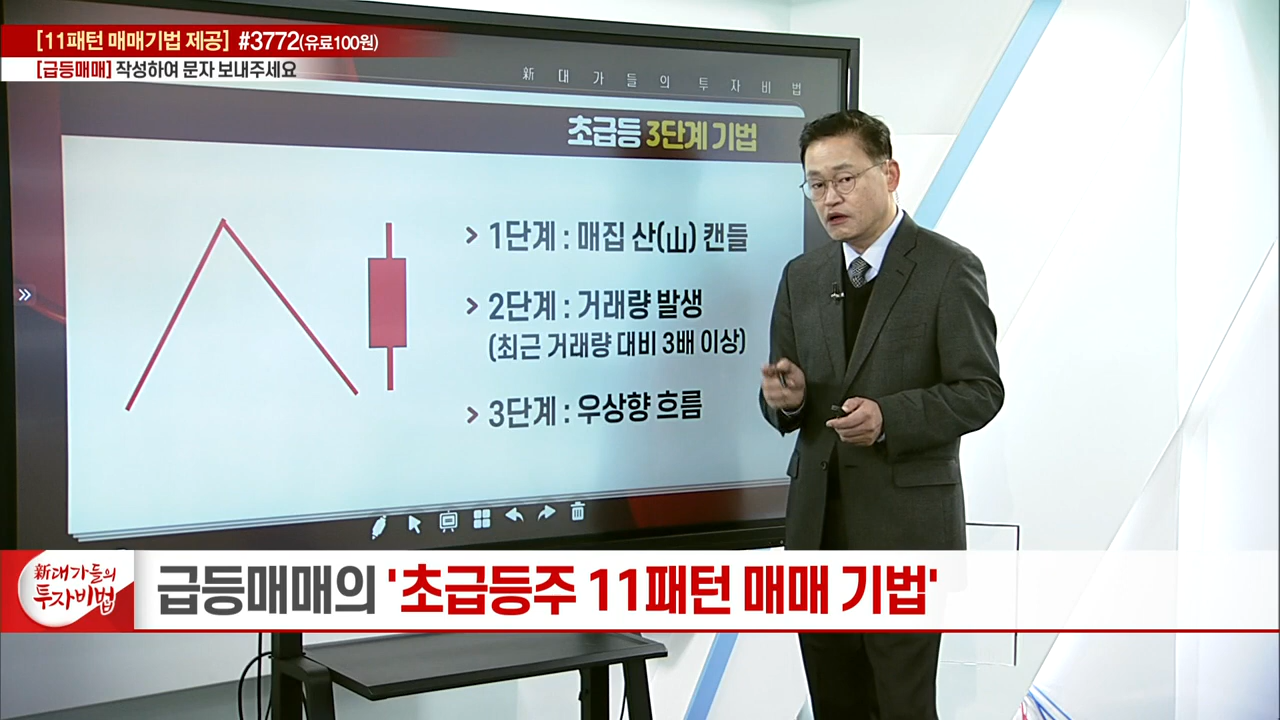 [11패턴 매매기법 제공] #3772(유료100원)
[급등매매] 작성하여 문자 보내주세요
新 대 가 들 의 투 자 비 법
초급등 3단계 기법
> 1단계 : 매집 산(山) 캔들
> 2단계 : 거래량 발생
(최근 거래량 대비 3배 이상)
> 3단계 : 우상향 흐름
»
新대가들의
투자비법
급등매매의 '초급등주 11패턴 매매 기법'